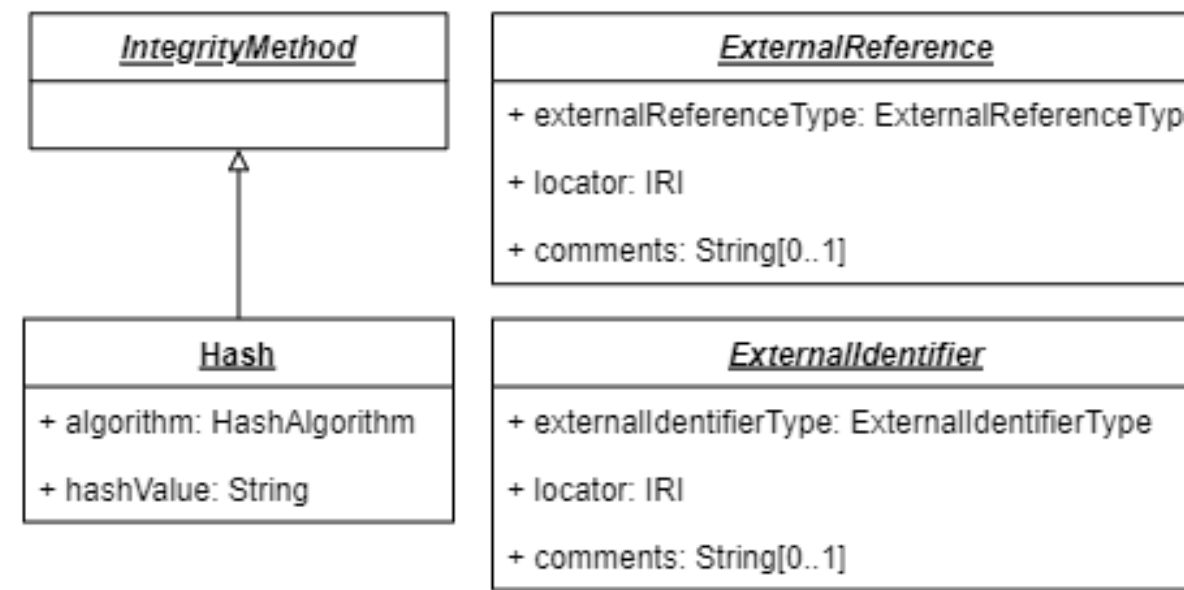 IntegrityMethod
ExternalReference
+ externalReferenceType: ExternalReferenceTyp
+ locator: IRI
+ comments: String[0..1]
Hash
+ algorithm: HashAlgorithm
+ hashValue: String
ExternalIdentifier
+ externalIdentifierType: ExternalIdentifierType
+ locator: IRI
+ comments: String[0..1]